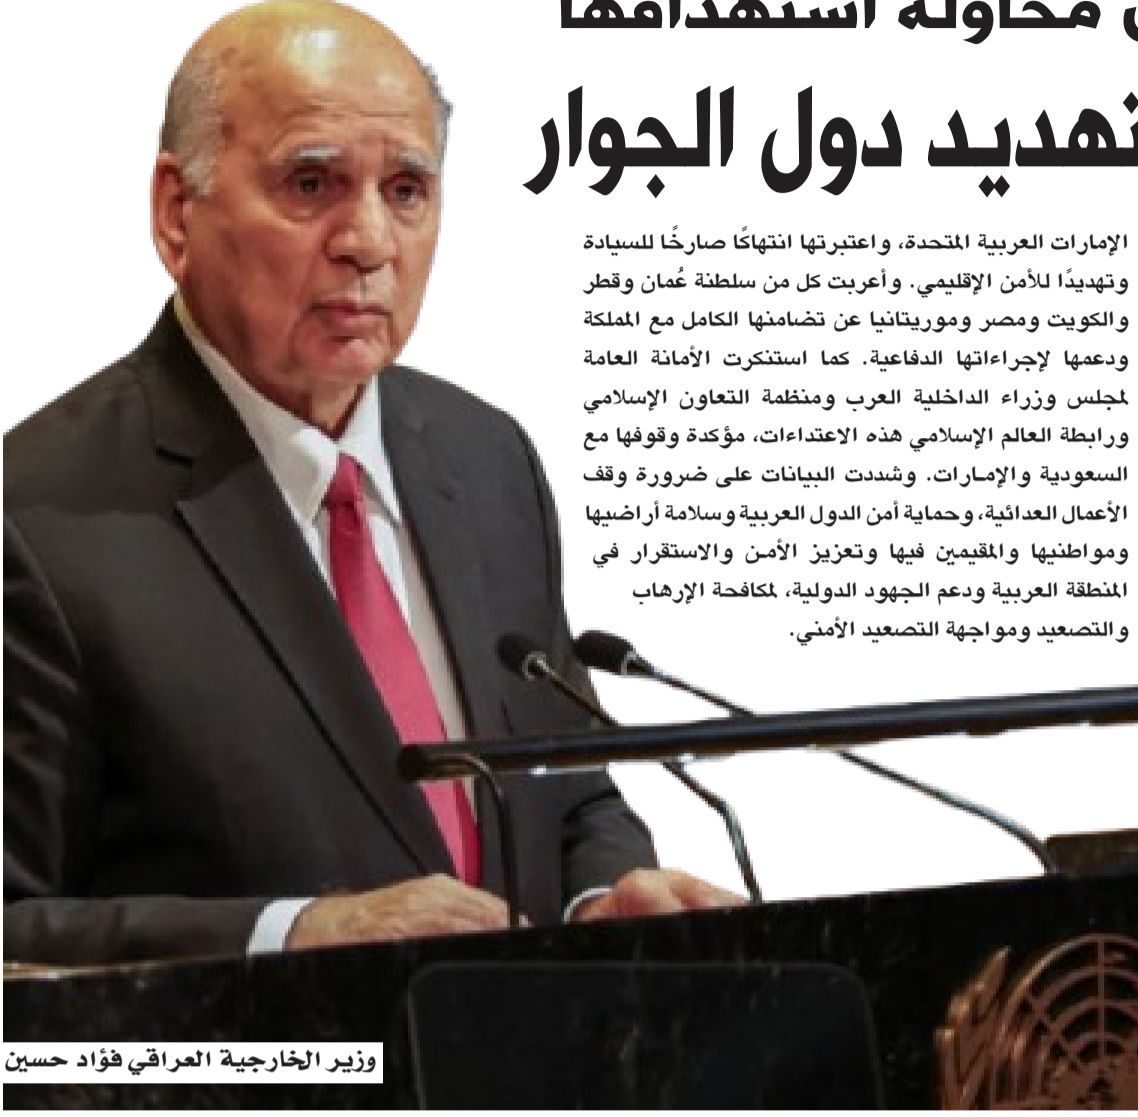 محاولة استهدافها
تهديد دول الجوار
الإمارات العربية المتحدة، واعتبرتها انتهاكًا صارخًا للسيادة
وتهديدًا للأمن الإقليمي. وأعربت كل من سلطنة عُمان وقطر
والكويت ومصر وموريتانيا عن تضامنها الكامل مع المملكة
ودعمها لإجراءاتها الدفاعية. كما استنكرت الأمانة العامة
لمجلس وزراء الداخلية العرب ومنظمة التعاون الإسلامي
ورابطة العالم الإسلامي هذه الاعتداءات، مؤكدة وقوفها مع
السعودية والإمارات. وشددت البيانات على ضرورة وقف
الأعمال العدائية، وحماية أمن الدول العربية وسلامة أراضيها
ومواطنيها والمقيمين فيها وتعزيز الأمن والاستقرار في
المنطقة العربية ودعم الجهود الدولية، لمكافحة الإرهاب
والتصعيد ومواجهة التصعيد الأمني.
وزير الخارجية العراقي فؤاد حسين